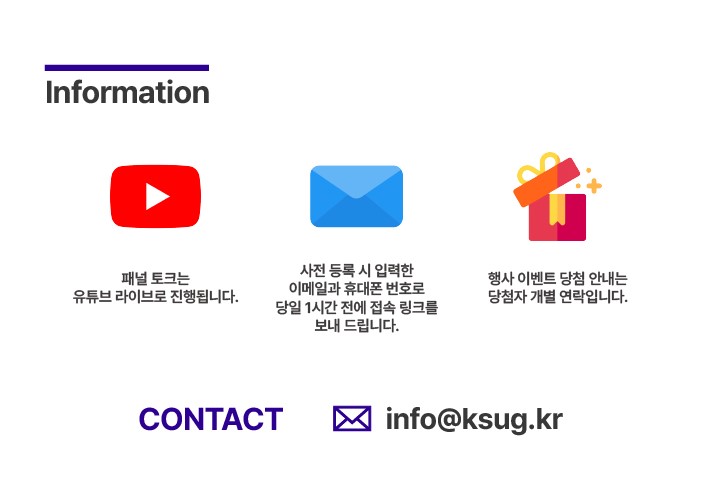 Information
패널 토크는
유튜브 라이브로 진행됩니다.
사전 등록 시 입력한
이메일과 휴대폰 번호로
당일 1시간 전에 접속 링크를
보내 드립니다.
행사 이벤트 당첨 안내는
당첨자 개별 연락입니다.
CONTACT
info@ksug.kr